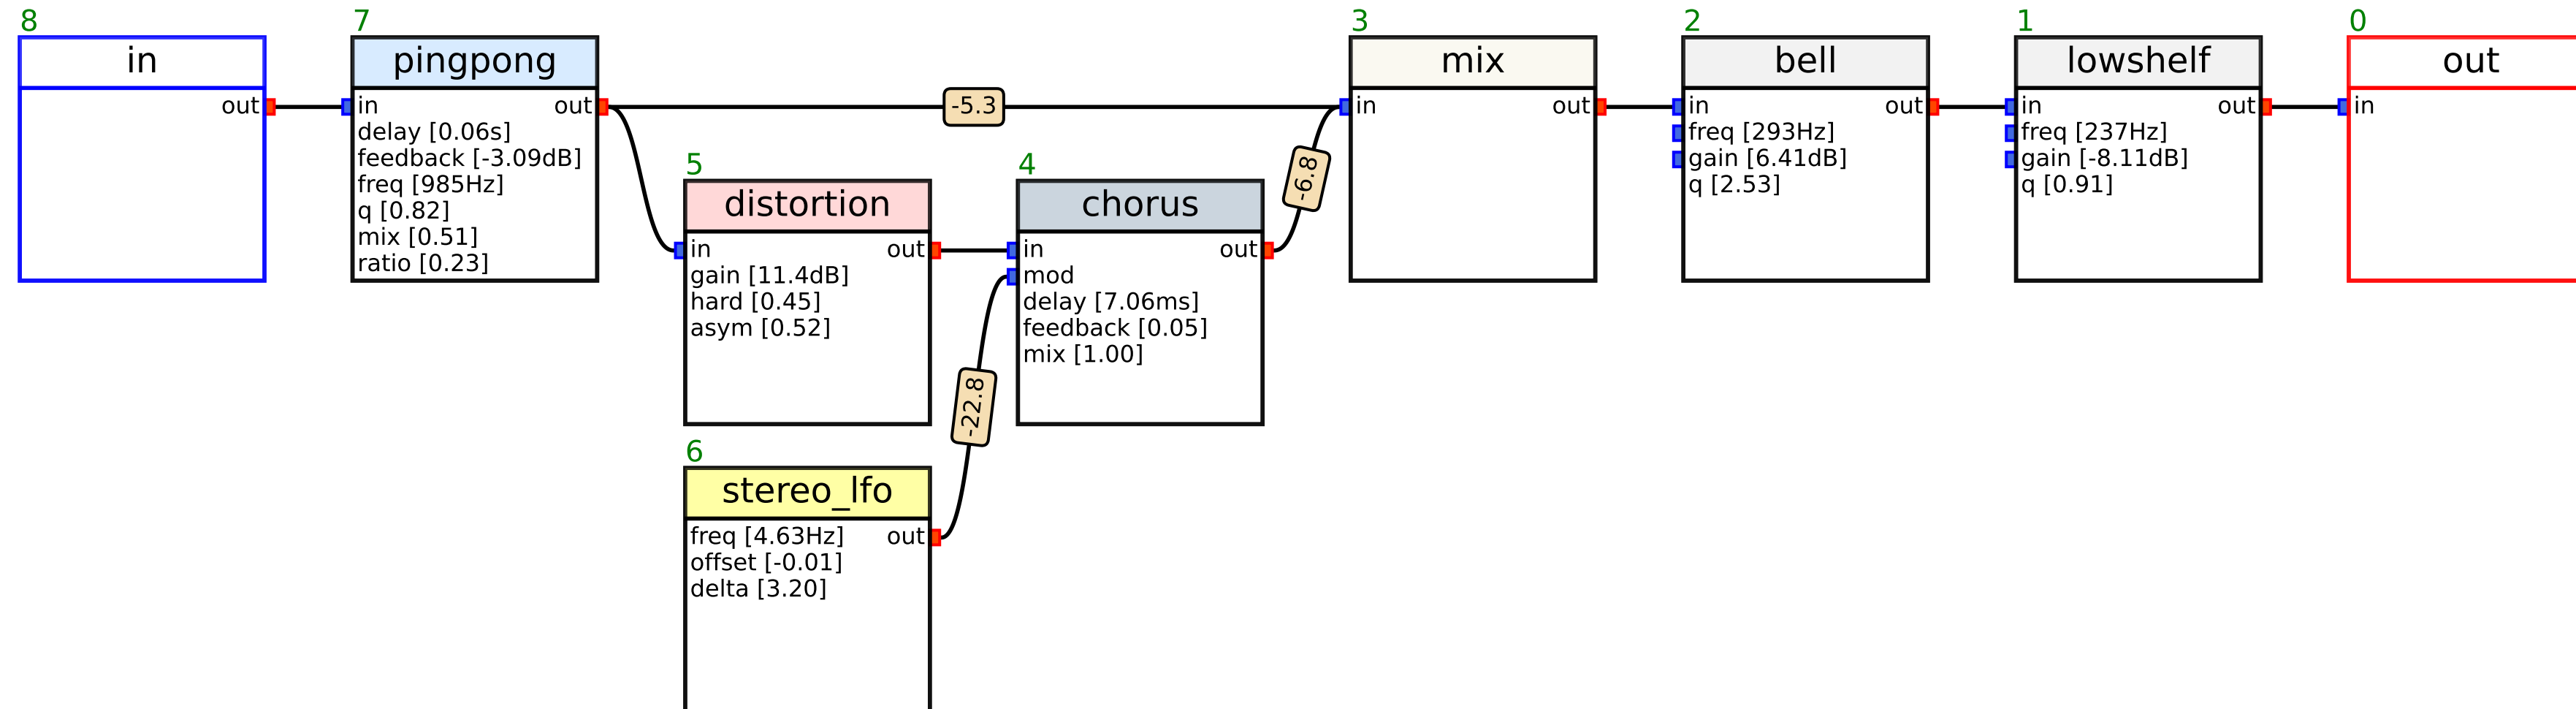 8
in
out
7
pingpong
in out
delay [0.06s]
feedback [-3.09dB]
freq [985Hz]
q [0.82]
mix [0.51]
ratio [0.23]
-5.3
5
distortion
in out
gain [11.4dB]
hard [0.45]
asym [0.52]
6
stereo_lfo
freq [4.63Hz] out
offset [-0.01]
delta [3.20]
-22.8
4
chorus
in out
mod
delay [7.06ms]
feedback [0.05]
mix [1.00]
-6.8
3
mix
in out
2
bell
in out
freq [293Hz]
gain [6.41dB]
q [2.53]
1
lowshelf
in out
freq [237Hz]
gain [-8.11dB]
q [0.91]
0
out
in